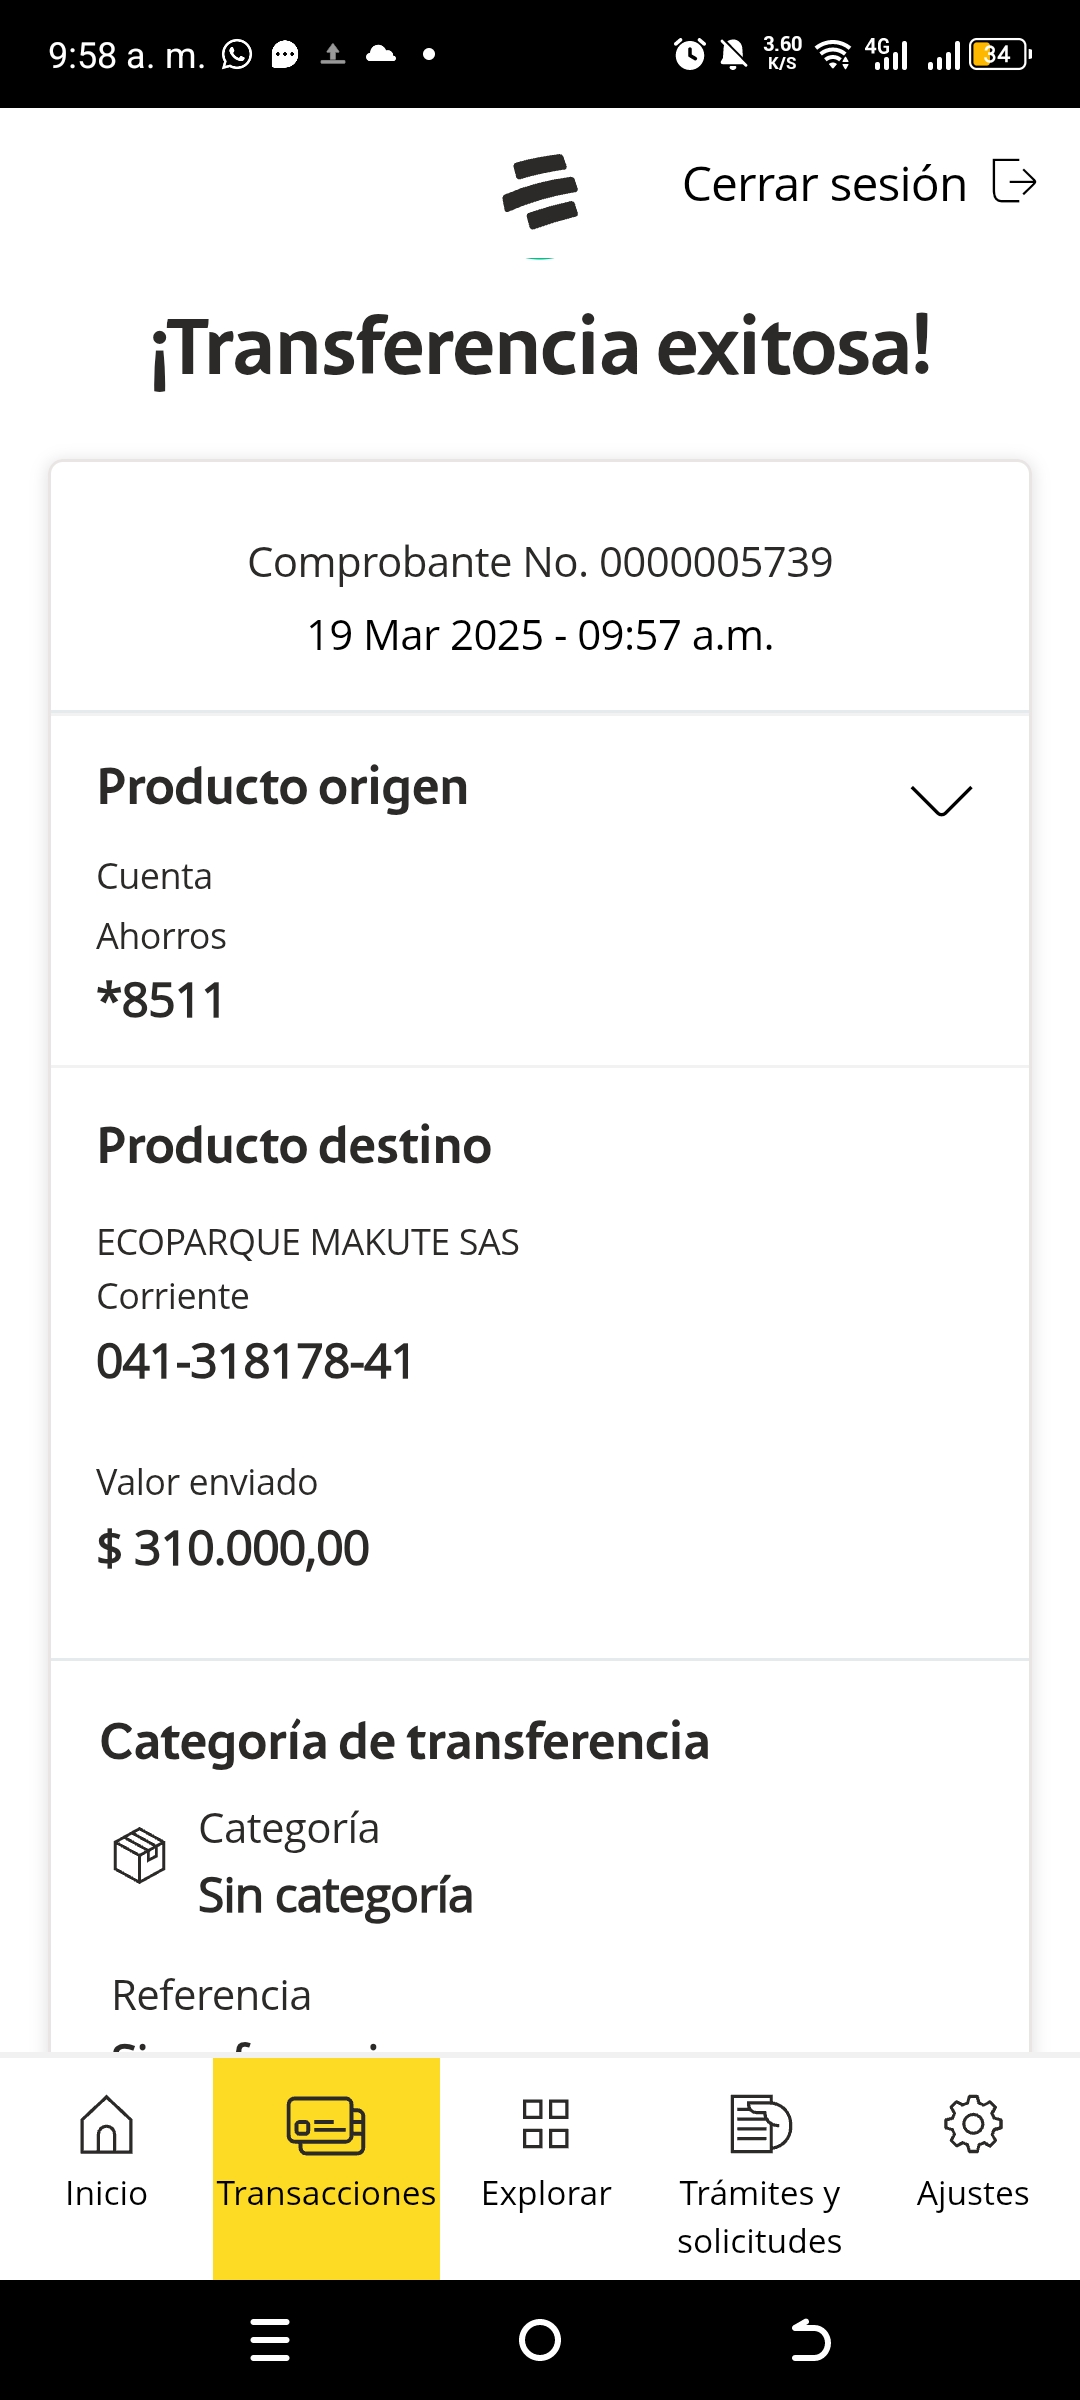 9:58 a. m.
3.60
K/S
4G
34
Cerrar sesión
¡Transferencia exitosa!
Comprobante No. 0000005739
19 Mar 2025 - 09:57 a.m.
Producto origen
Cuenta
Ahorros
*8511
Producto destino
ECOPARQUE MAKUTE SAS
Corriente
041-318178-41
Valor enviado
$ 310.000,00
Categoría de transferencia
Categoría
Sin categoría
Referencia
Inicio
Transacciones
Explorar
Trámites y
solicitudes
Ajustes